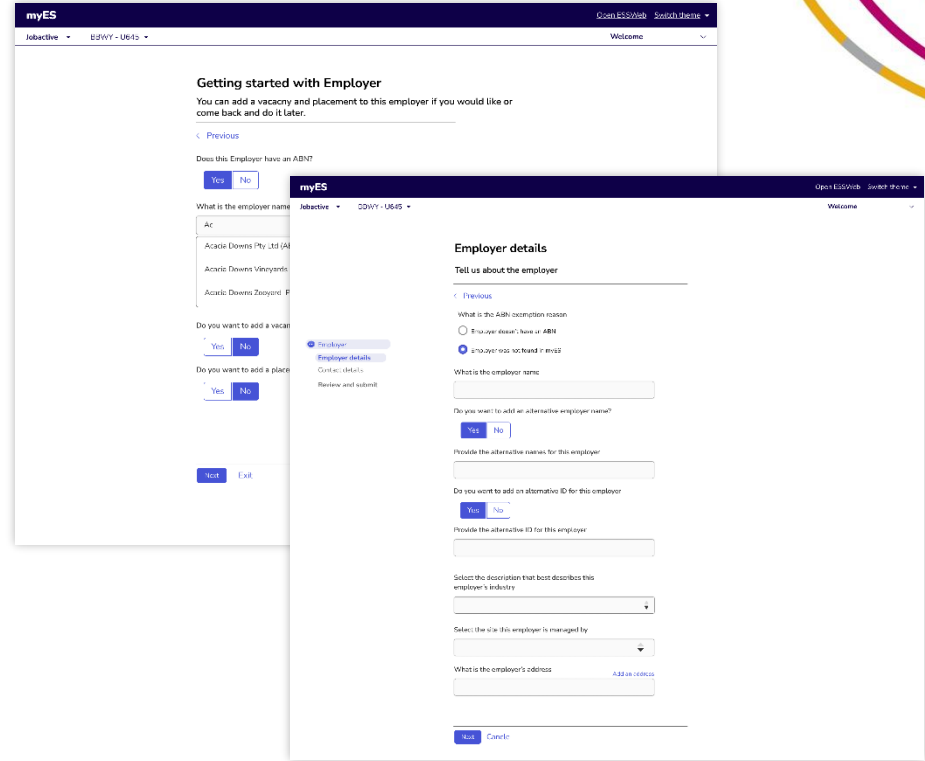 myES
Open ESSWeb Switch theme
Jobactive BBWY - U645 Welcome
Getting started with Employer
You can add a vacacny and placement to this employer if you would like or
come back and do it later.
Previous
Does this Employer have an ABN?
Yes No
What is the employer name
Ac
Acacia Downs Pty Ltd
Acacia Downs Vineyards
Acacia Downs Zooyard
Do you want to add a vacan
Yes No
Do you want to add a place
Yes No
Next Exit
myES
Open ESSWeb Switch theme
Jobactive BBWY - U645 Welcome
Employer details
Tell us about the employer
Previous
What is the ABN exemption reason
Employer doesn't have an ABN
Employer was not found in myES
Employer
Employer details
Contact details
Review and submit
What is the employer name
Do you want to add an alternative employer name?
Yes No
Provide the alternative names for this employer
Do you want to add an alternative ID for this employer
Yes No
Provide the alternative ID for this employer
Select the description that best describes this
employer's industry
Select the site this employer is managed by
What is the employer's address
Add an address
Next Cancle